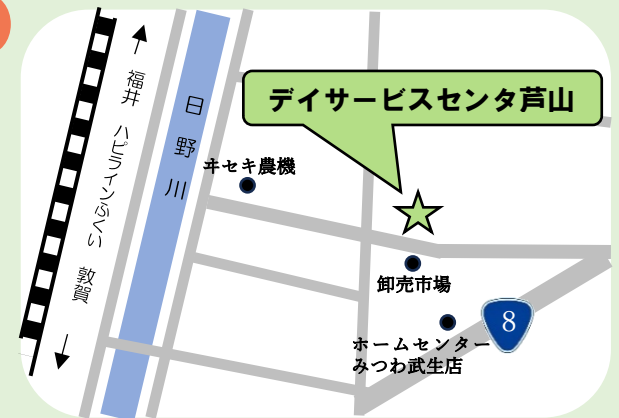 デイサービスセンタ芦山
福井 ハピラインふくい 敦賀
日野川
ヰセキ農機
卸売市場
8
ホームセンター
みつわ武生店